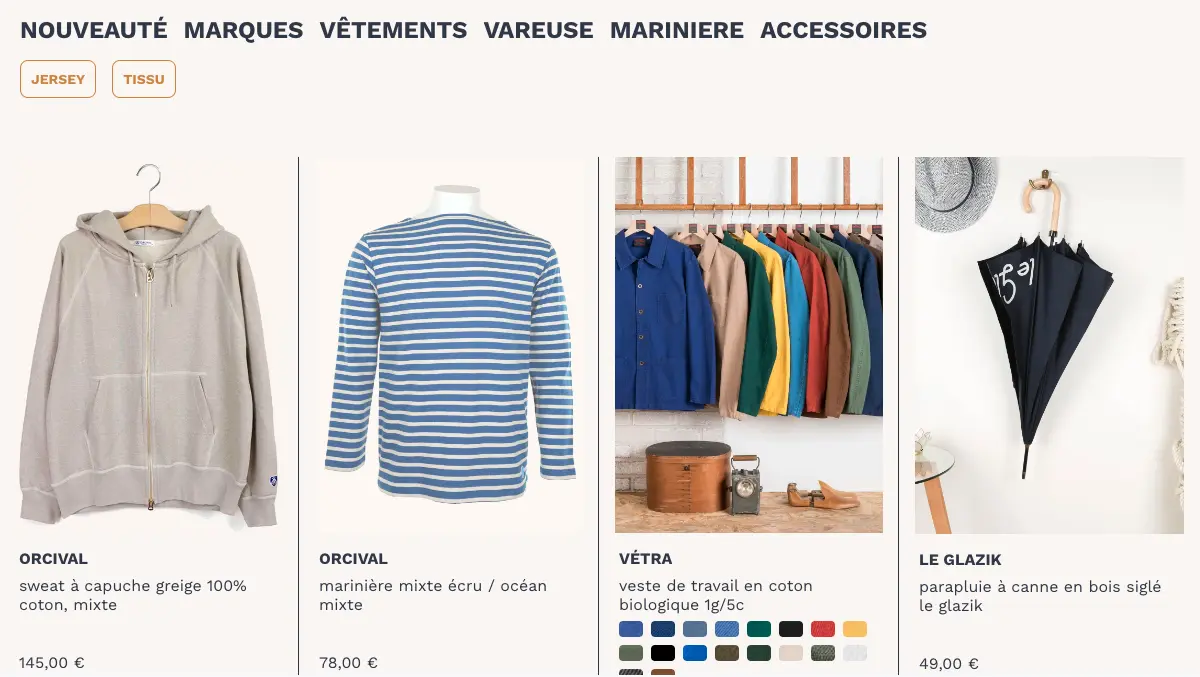 NOUVEAUTÉ MARQUES VÊTEMENTS VAREUSE MARINIERE ACCESSOIRES
JERSEY TISSU
le gl
ORCIVAL
sweat à capuche greige 100%
coton, mixte
145,00 €
ORCIVAL
marinière mixte écru / océan
mixte
78,00 €
VÉTRA
veste de travail en coton
biologique 1g/5c
LE GLAZIK
parapluie à canne en bois siglé
le glazik
49,00 €